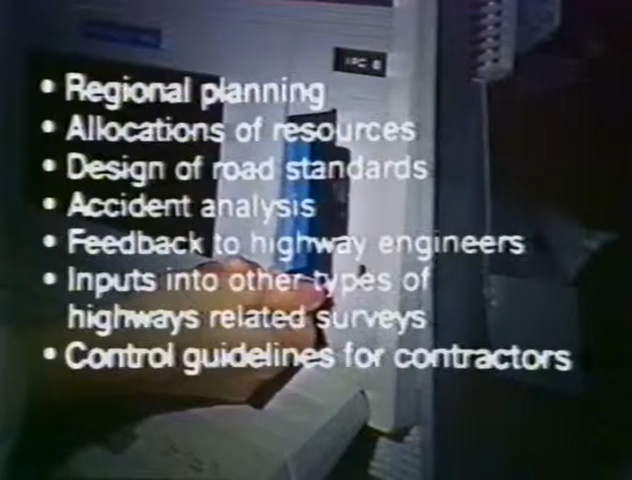 • Regional planning
• Allocations of resources
• Design of road standards
• Accident analysis
• Feedback to highway engineers
• Inputs into other types of
highways related surveys
• Control guidelines for contractors